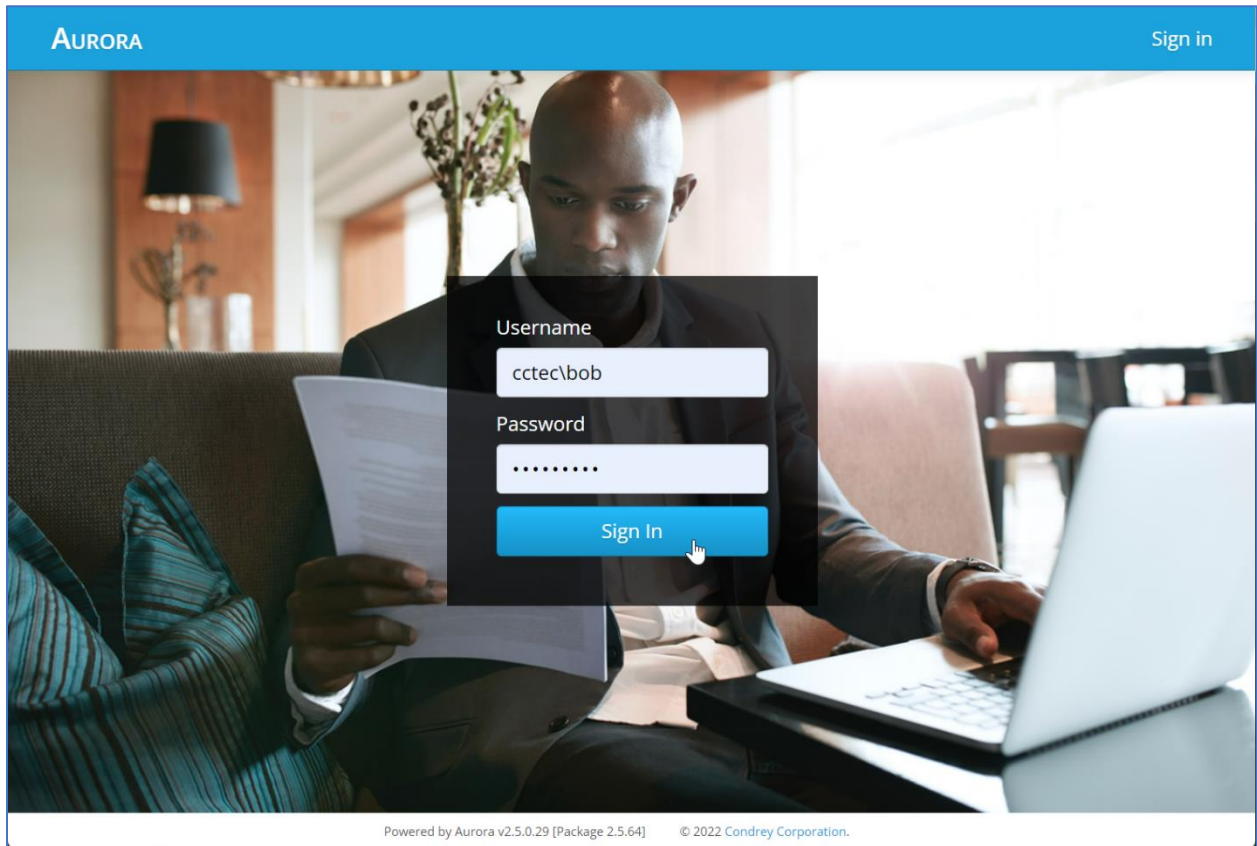 AURORA
Sign in
Username
cctec\bob
Password
•••••••••
Sign In
Powered by Aurora v2.5.0.29 [Package 2.5.64] © 2022 Condrey Corporation.